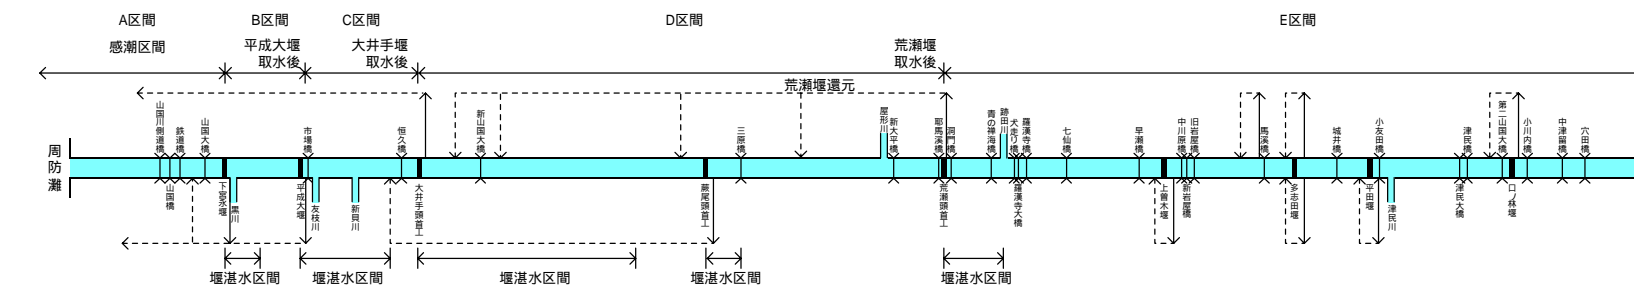 A区間
B区間
C区間
D区間
E区間
感潮区間
平成大堰
取水後
大井手堰
取水後
荒瀬堰
取水後
荒瀬堰還元
周防灘
山国川側道橋
鉄道橋
山国大橋
市場橋
恒久橋
新山国大橋
三原橋
屋形川
新大平橋
耶馬溪橋
洞門橋
青の禅海橋
跡田川
犬走り橋
羅漢寺橋
七仙橋
早瀬橋
中川原橋
旧岩屋橋
馬溪橋
城井橋
小友田橋
津民橋
第二山国大橋
小川内橋
中津留橋
穴田橋
山国橋
下宮永堰
黒川
平成大堰
友枝川
新貝川
大井手頭首工
蕨尾頭首工
荒瀬頭首工
羅漢寺大橋
上曽木堰
新岩屋橋
多志田堰
平田堰
津民川
津民大橋
口ノ林堰
堰湛水区間
堰湛水区間
堰湛水区間
堰湛水区間
堰湛水区間